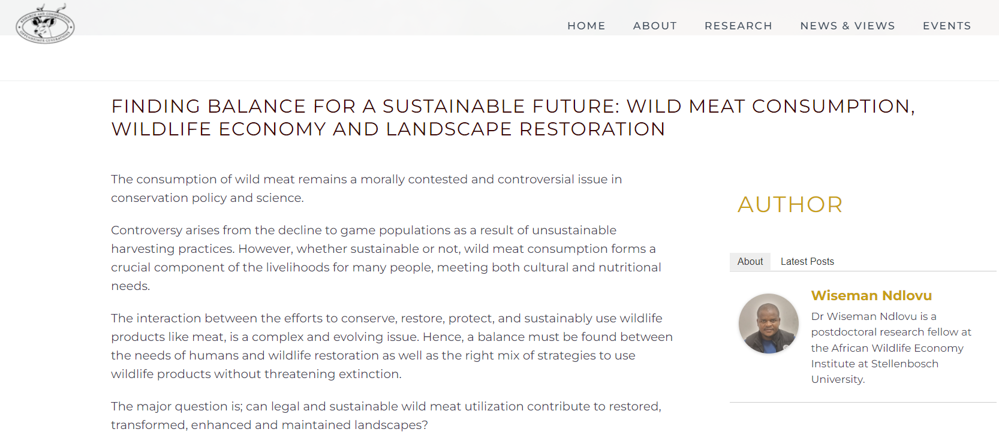 RESEARCH AND CONSERVATION
OPPENHEIMER GENERATIONS
HOME
ABOUT
RESEARCH
NEWS & VIEWS
EVENTS
FINDING BALANCE FOR A SUSTAINABLE FUTURE: WILD MEAT CONSUMPTION,
WILDLIFE ECONOMY AND LANDSCAPE RESTORATION
The consumption of wild meat remains a morally contested and controversial issue in
conservation policy and science.
Controversy arises from the decline to game populations as a result of unsustainable
harvesting practices. However, whether sustainable or not, wild meat consumption forms a
crucial component of the livelihoods for many people, meeting both cultural and nutritional
needs.
The interaction between the efforts to conserve, restore, protect, and sustainably use wildlife
products like meat, is a complex and evolving issue. Hence, a balance must be found between
the needs of humans and wildlife restoration as well as the right mix of strategies to use
wildlife products without threatening extinction.
The major question is; can legal and sustainable wild meat utilization contribute to restored,
transformed, enhanced and maintained landscapes?
AUTHOR
About
Latest Posts
Wiseman Ndlovu
Dr Wiseman Ndlovu is a
postdoctoral research fellow at
the African Wildlife Economy
Institute at Stellenbosch
University.